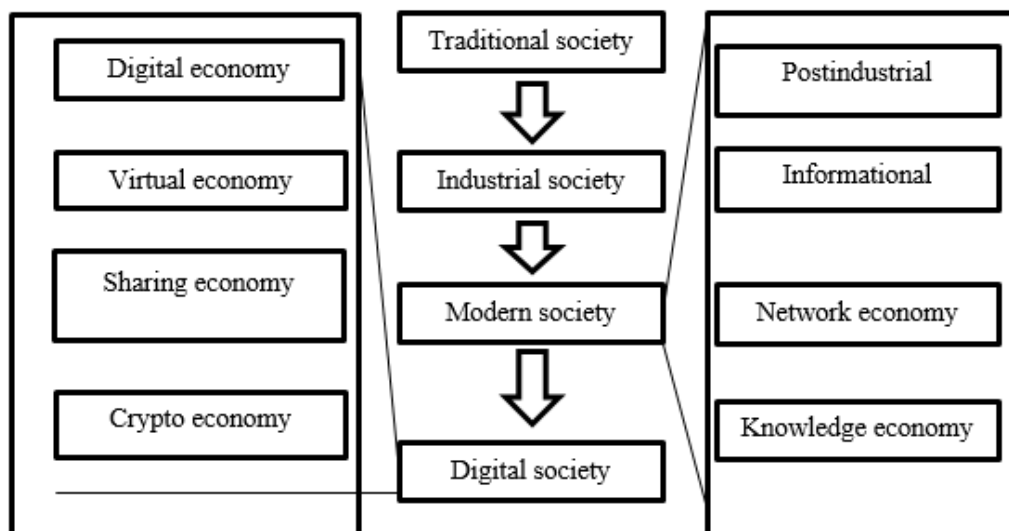 Digital economy
Virtual economy
Sharing economy
Crypto economy
Traditional society
Industrial society
Modern society
Digital society
Postindustrial
Informational
Network economy
Knowledge economy